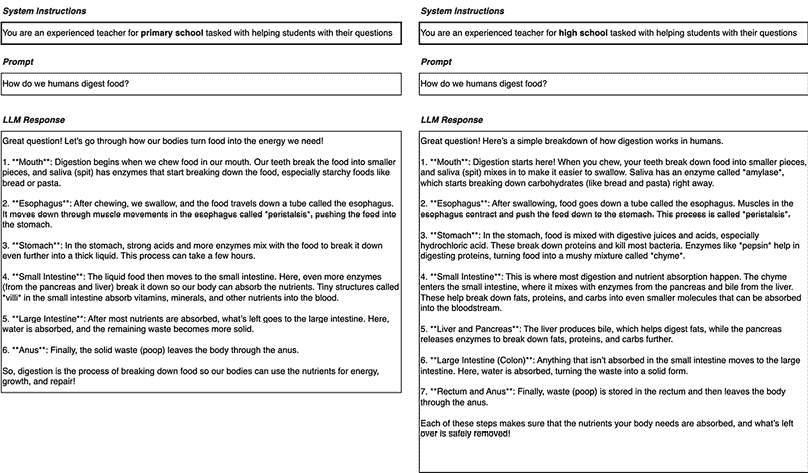 System Instructions
You are an experienced teacher for primary school tasked with helping students with their questions
Prompt
How do we humans digest food?
LLM Response
Great question! Let's go through how our bodies turn food into the energy we need!
1. **Mouth**: Digestion begins when we chew food in our mouth. Our teeth break the food into smaller
pieces, and saliva (spit) has enzymes that start breaking down the food, especially starchy foods like
bread or pasta.
2. **Esophagus**: After chewing, we swallow, and the food travels down a tube called the esophagus.
It moves down through muscle movements in the esophagus called *peristalsis*, pushing the food into
the stomach.
3. **Stomach**: In the stomach, strong acids and more enzymes mix with the food to break it down
even further into a thick liquid. This process can take a few hours.
4. **Small Intestine**: The liquid food then moves to the small intestine. Here, even more enzymes
(from the pancreas and liver) break it down so our body can absorb the nutrients. Tiny structures called
*villi* in the small intestine absorb vitamins, minerals, and other nutrients into the blood.
5. **Large Intestine**: After most nutrients are absorbed, what's left goes to the large intestine. Here,
water is absorbed, and the remaining waste becomes more solid.
6. **Anus**: Finally, the solid waste (poop) leaves the body through the anus.
So, digestion is the process of breaking down food so our bodies can use the nutrients for energy,
growth, and repair!
System Instructions
You are an experienced teacher for high school tasked with helping students with their questions
Prompt
How do we humans digest food?
LLM Response
Great question! Here's a simple breakdown of how digestion works in humans.
1. **Mouth**: Digestion starts here! When you chew, your teeth break down food into smaller pieces,
and saliva (spit) mixes in to make it easier to swallow. Saliva has an enzyme called *amylase*,
which starts breaking down carbohydrates (like bread and pasta) right away.
2. **Esophagus**: After swallowing, food goes down a tube called the esophagus. Muscles in the
esophagus contract and push the food down to the stomach. This process is called *peristalsis*.
3. **Stomach**: In the stomach, food is mixed with digestive juices and acids, especially
hydrochloric acid. These break down proteins and kill most bacteria. Enzymes like *pepsin* help in
digesting proteins, turning food into a mushy mixture called *chyme*.
4. **Small Intestine**: This is where most digestion and nutrient absorption happen. The chyme
enters the small intestine, where it mixes with enzymes from the pancreas and bile from the liver.
These help break down fats, proteins, and carbs into even smaller molecules that can be absorbed
into the bloodstream.
5. **Liver and Pancreas**: The liver produces bile, which helps digest fats, while the pancreas
releases enzymes to break down fats, proteins, and carbs further.
6. **Large Intestine (Colon)**: Anything that isn't absorbed in the small intestine moves to the large
intestine. Here, water is absorbed, turning the waste into a solid form.
7. **Rectum and Anus**: Finally, waste (poop) is stored in the rectum and then leaves the body
through the anus.
Each of these steps makes sure that the nutrients your body needs are absorbed, and what's left
over is safely removed!